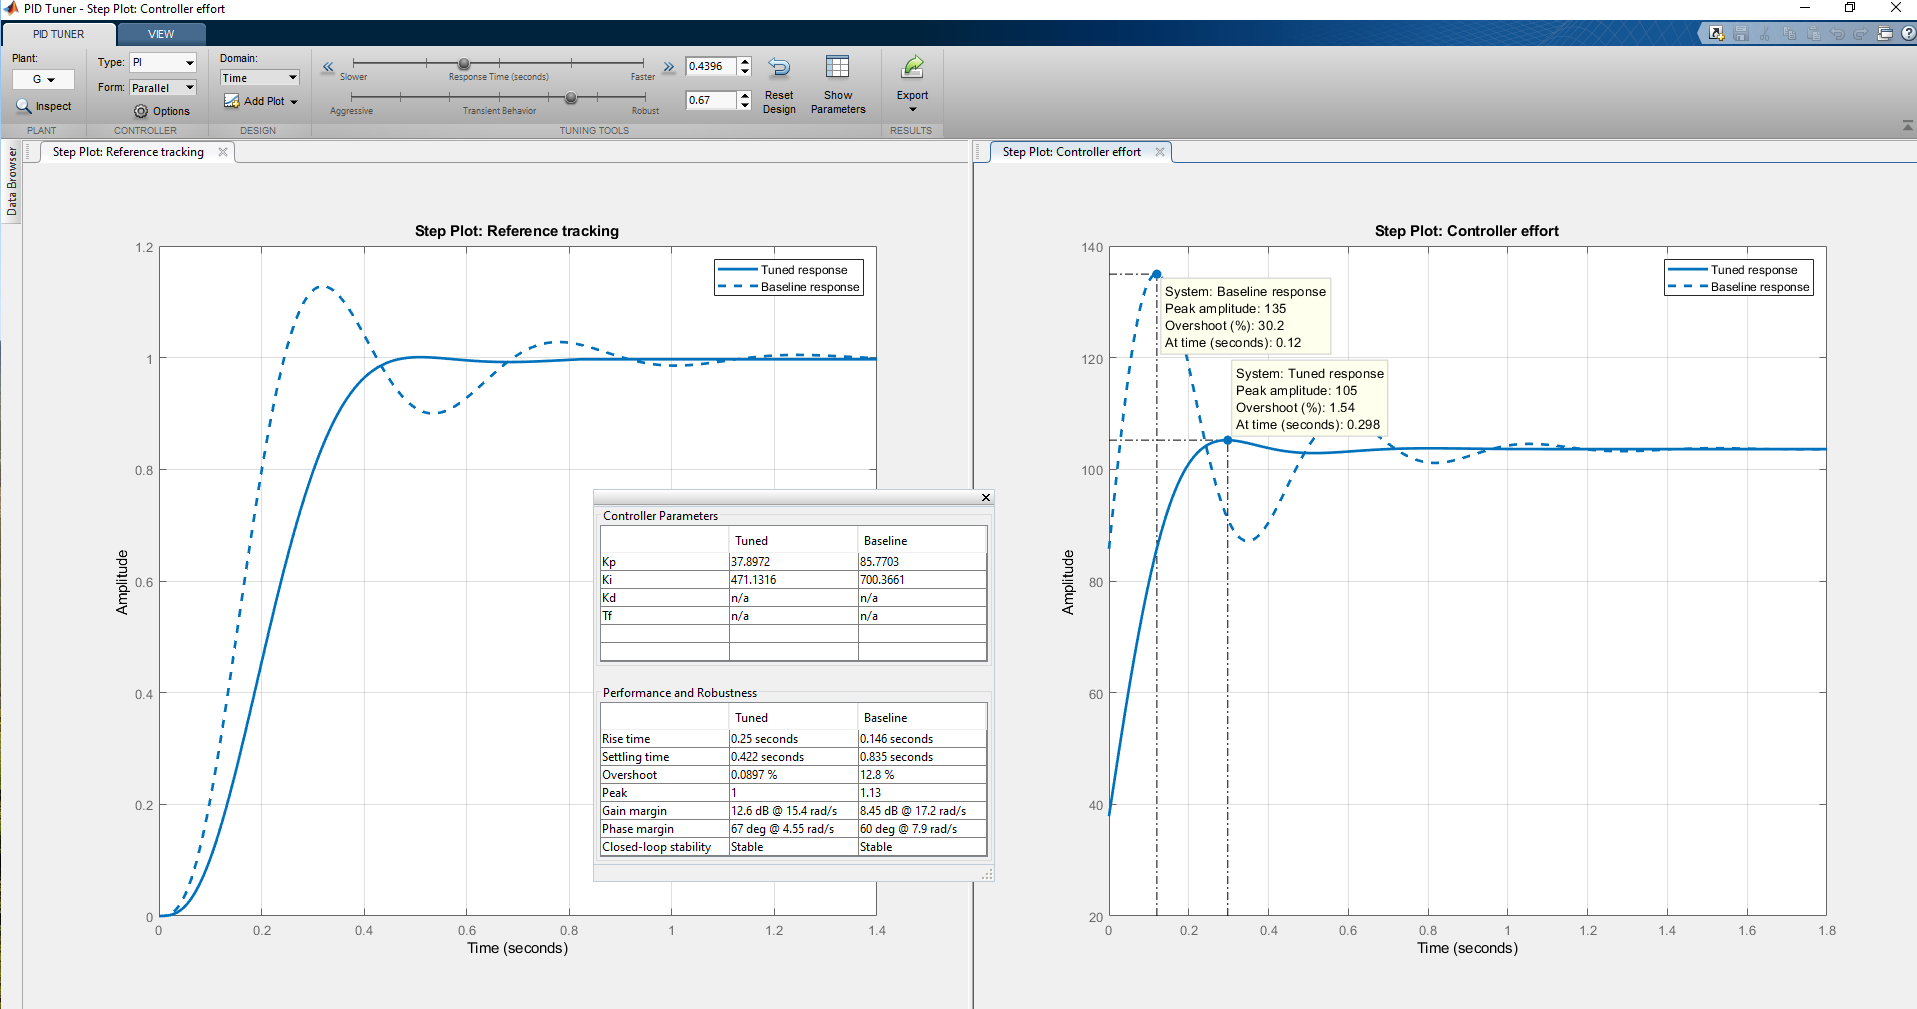 PID Tuner - Step Plot: Controller effort
PID TUNER
VIEW
Plant:
G
Inspect
PLANT
Type: PI
Form: Parallel
Options
CONTROLLER
Domain:
Time
Add Plot
DESIGN
Slower
Response Time (seconds)
Faster
0.4396
Aggressive
Transient Behavior
Robust
0.67
Reset
Design
Show
Parameters
TUNING TOOLS
Export
RESULTS
Data Browser
Step Plot: Reference tracking
Step Plot: Controller effort
Step Plot: Reference tracking
Tuned response
Baseline response
1.2
1
0.8
0.6
0.4
0.2
0
Amplitude
0 0.2 0.4 0.6 0.8 1 1.2 1.4
Time (seconds)
Controller Parameters
Tuned Baseline
Kp 37.8972 85.7703
Ki 471.1316 700.3661
Kd n/a n/a
Tf n/a n/a
Performance and Robustness
Tuned Baseline
Rise time 0.25 seconds 0.146 seconds
Settling time 0.422 seconds 0.835 seconds
Overshoot 0.0897 % 12.8 %
Peak 1 1.13
Gain margin 12.6 dB @ 15.4 rad/s 8.45 dB @ 17.2 rad/s
Phase margin 67 deg @ 4.55 rad/s 60 deg @ 7.9 rad/s
Closed-loop stability Stable Stable
Step Plot: Controller effort
Tuned response
Baseline response
System: Baseline response
Peak amplitude: 135
Overshoot (%): 30.2
At time (seconds): 0.12
System: Tuned response
Peak amplitude: 105
Overshoot (%): 1.54
At time (seconds): 0.298
140
120
100
80
60
40
20
Amplitude
0 0.2 0.4 0.6 0.8 1 1.2 1.4 1.6 1.8
Time (seconds)